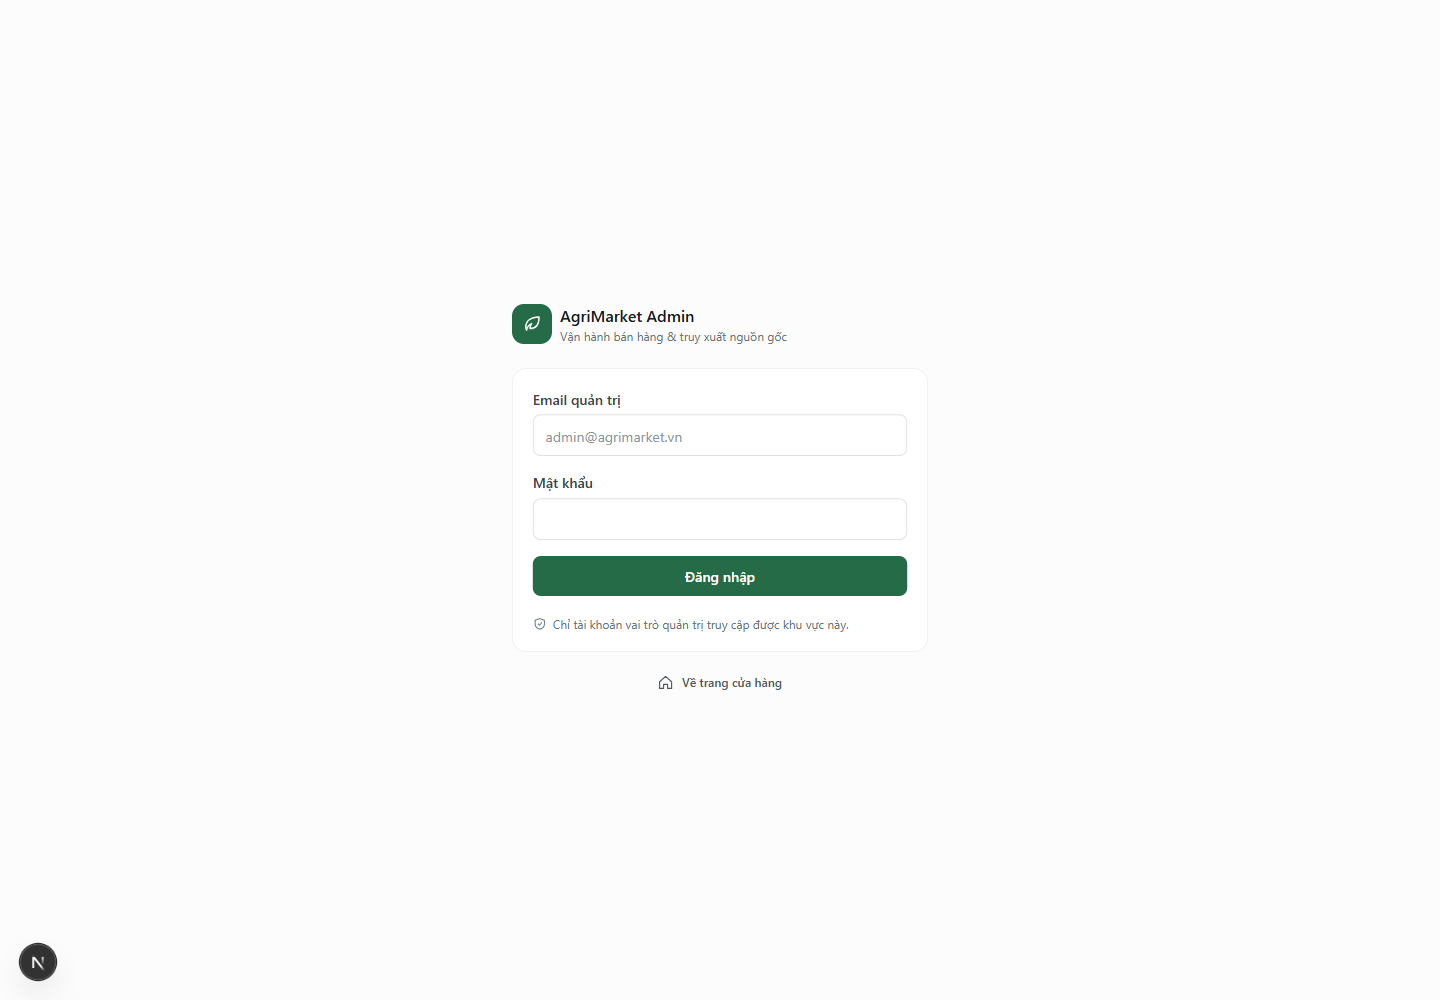 AgriMarket Admin
Vận hành bán hàng & truy xuất nguồn gốc
Email quản trị
admin@agrimarket.vn
Mật khẩu
Đăng nhập
Chỉ tài khoản vai trò quản trị truy cập được khu vực này.
Về trang cửa hàng
N